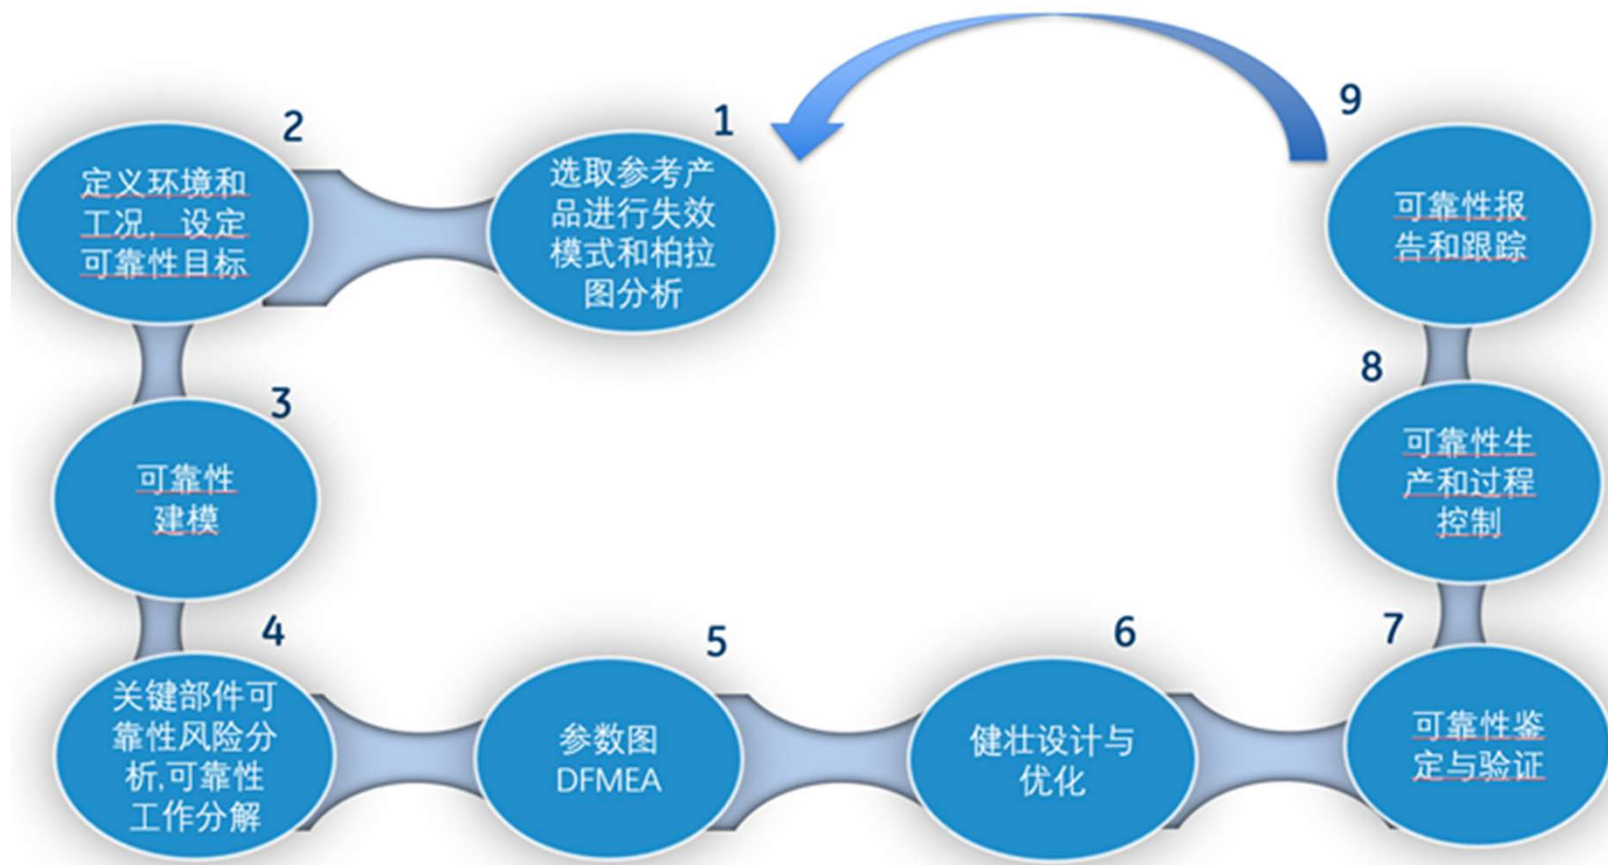 1
选取参考产
品进行失效
模式和柏拉
图分析
2
定义环境和
工况，设定
可靠性目标
3
可靠性
建模
4
关键部件可
靠性风险分
析,可靠性
工作分解
5
参数图
DFMEA
6
健壮设计与
优化
7
可靠性鉴
定与验证
8
可靠性生
产和过程
控制
9
可靠性报
告和跟踪